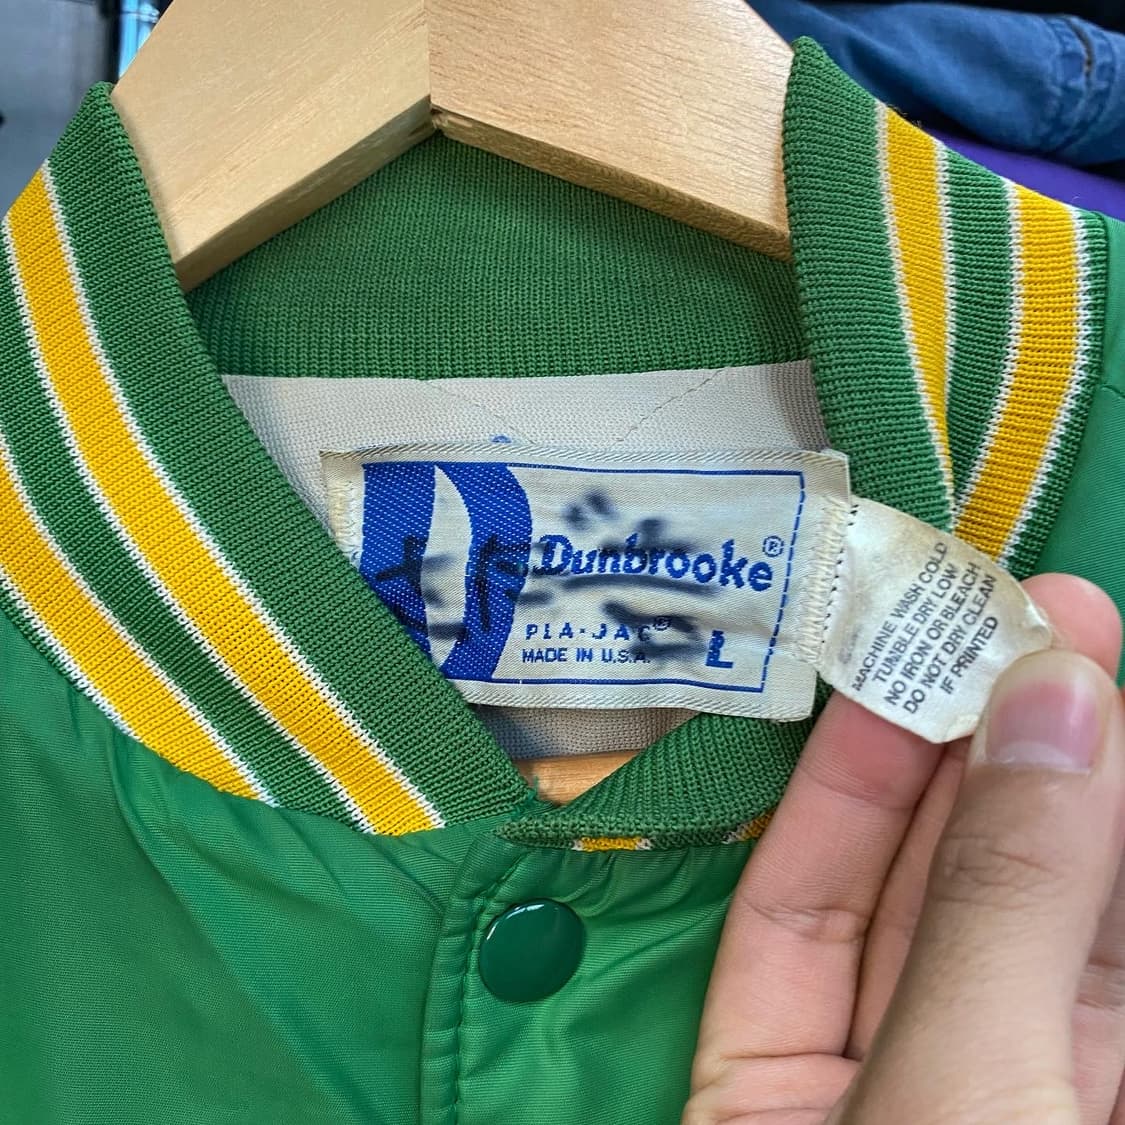 Dunbrooke®
PLA-JAC®
MADE IN U.S.A.
L
MACHINE WASH COLD
TUMBLE DRY LOW
NO IRON OR BLEACH
DO NOT DRY CLEAN
IF PRINTED